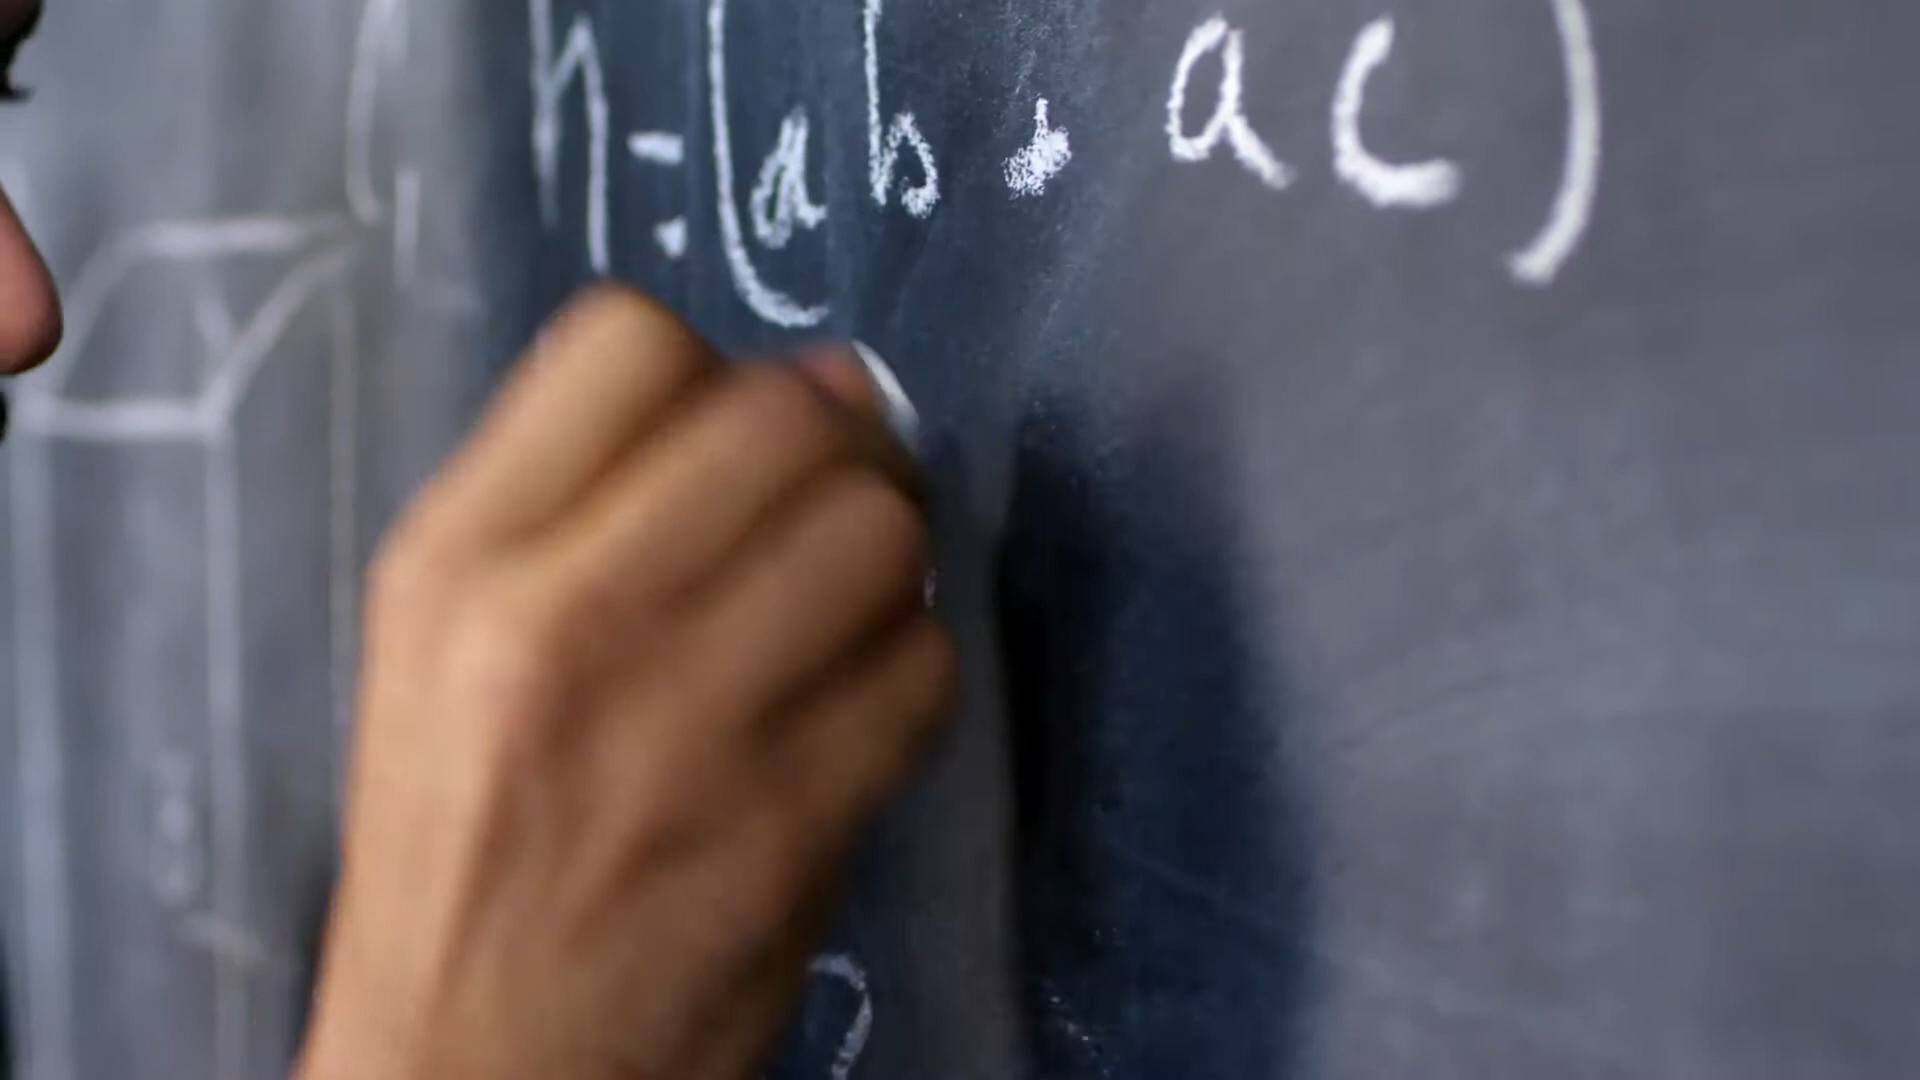 h = (ab · ac)